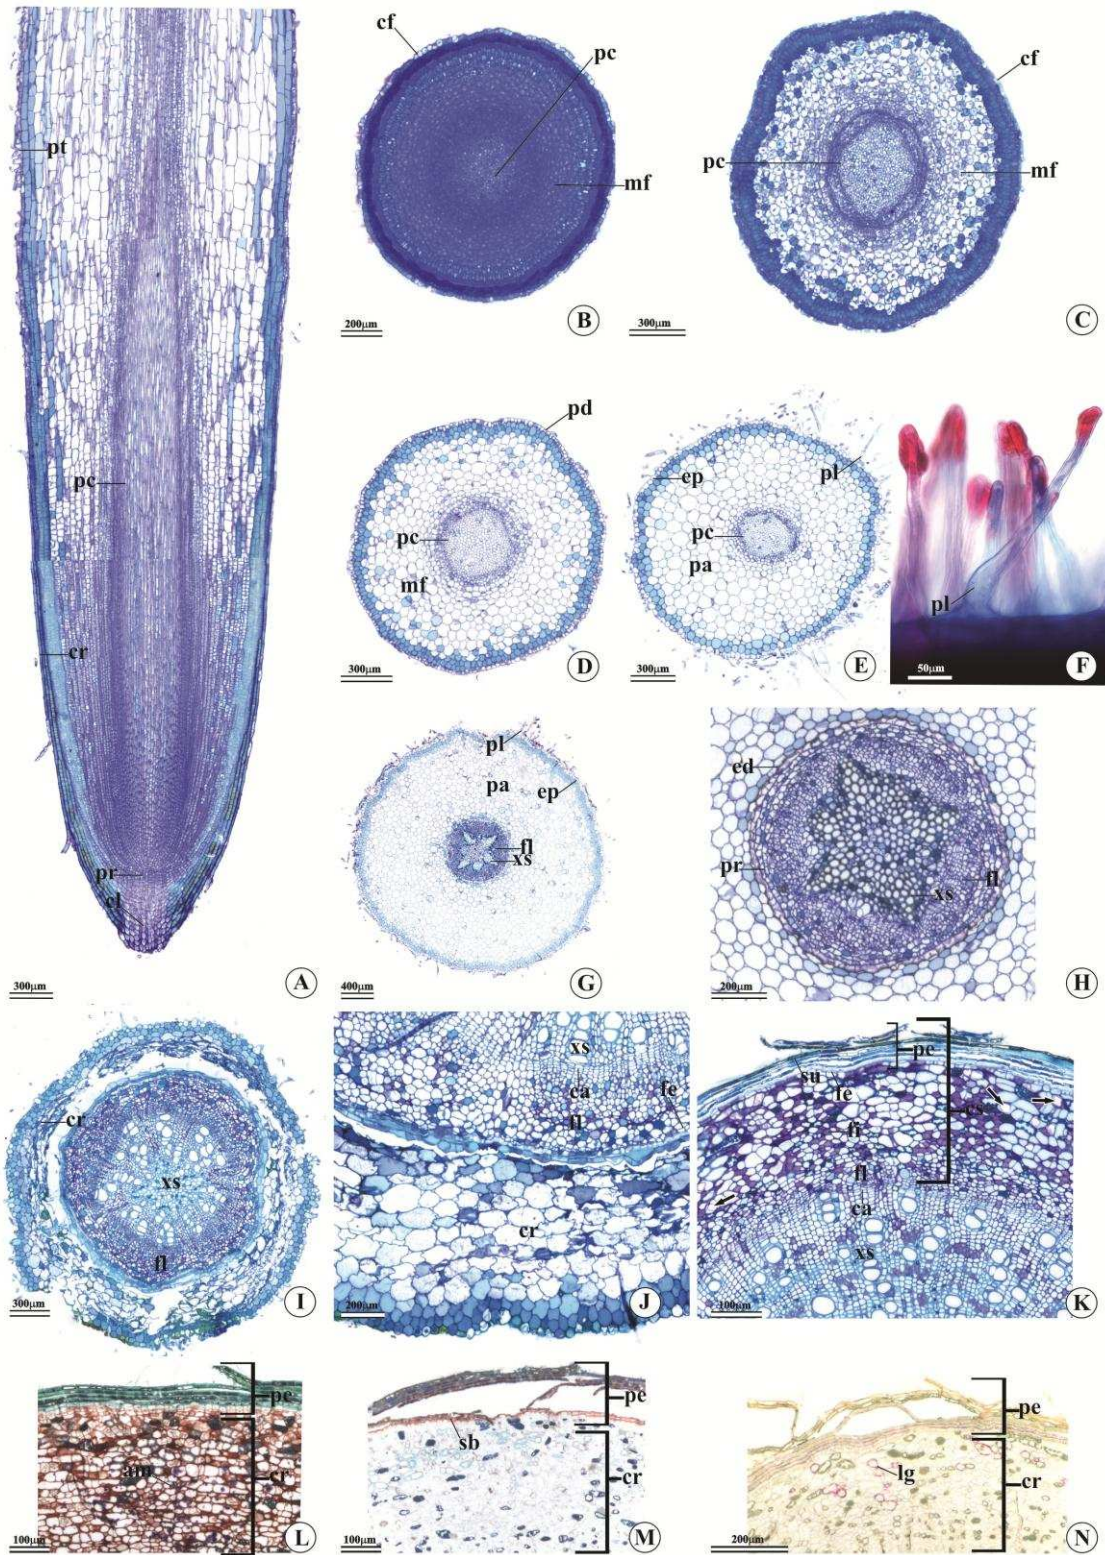 pt
pc
cr
pr
cl
300µm
A
cf
pc
mf
200µm
B
cf
pc
mf
300µm
C
pd
pc
mf
300µm
D
ep
pl
pc
pa
300µm
E
pl
50µm
F
pl
pa
ep
fl
xs
400µm
G
ed
pr
xs
fl
200µm
H
cr
xs
fl
300µm
I
xs
ca
fe
fl
cr
200µm
J
pe
su
fe
cs
fi
fl
ca
xs
100µm
K
pe
am
cr
100µm
L
pe
sb
cr
100µm
M
pe
lg
cr
200µm
N